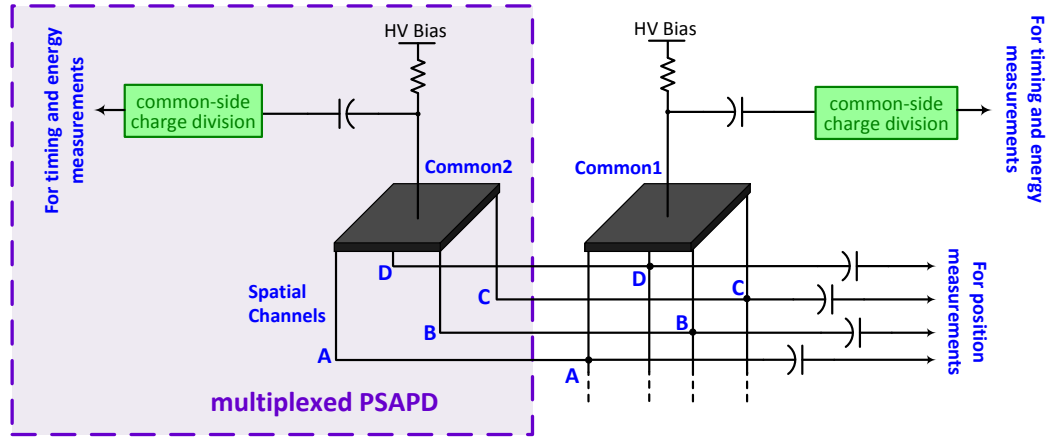 HV Bias
HV Bias
For timing and energy
measurements
common-side
charge division
common-side
charge division
For timing and energy
measurements
Common2
Common1
D
D
C
C
Spatial
Channels
B
B
A
A
For position
measurements
multiplexed PSAPD